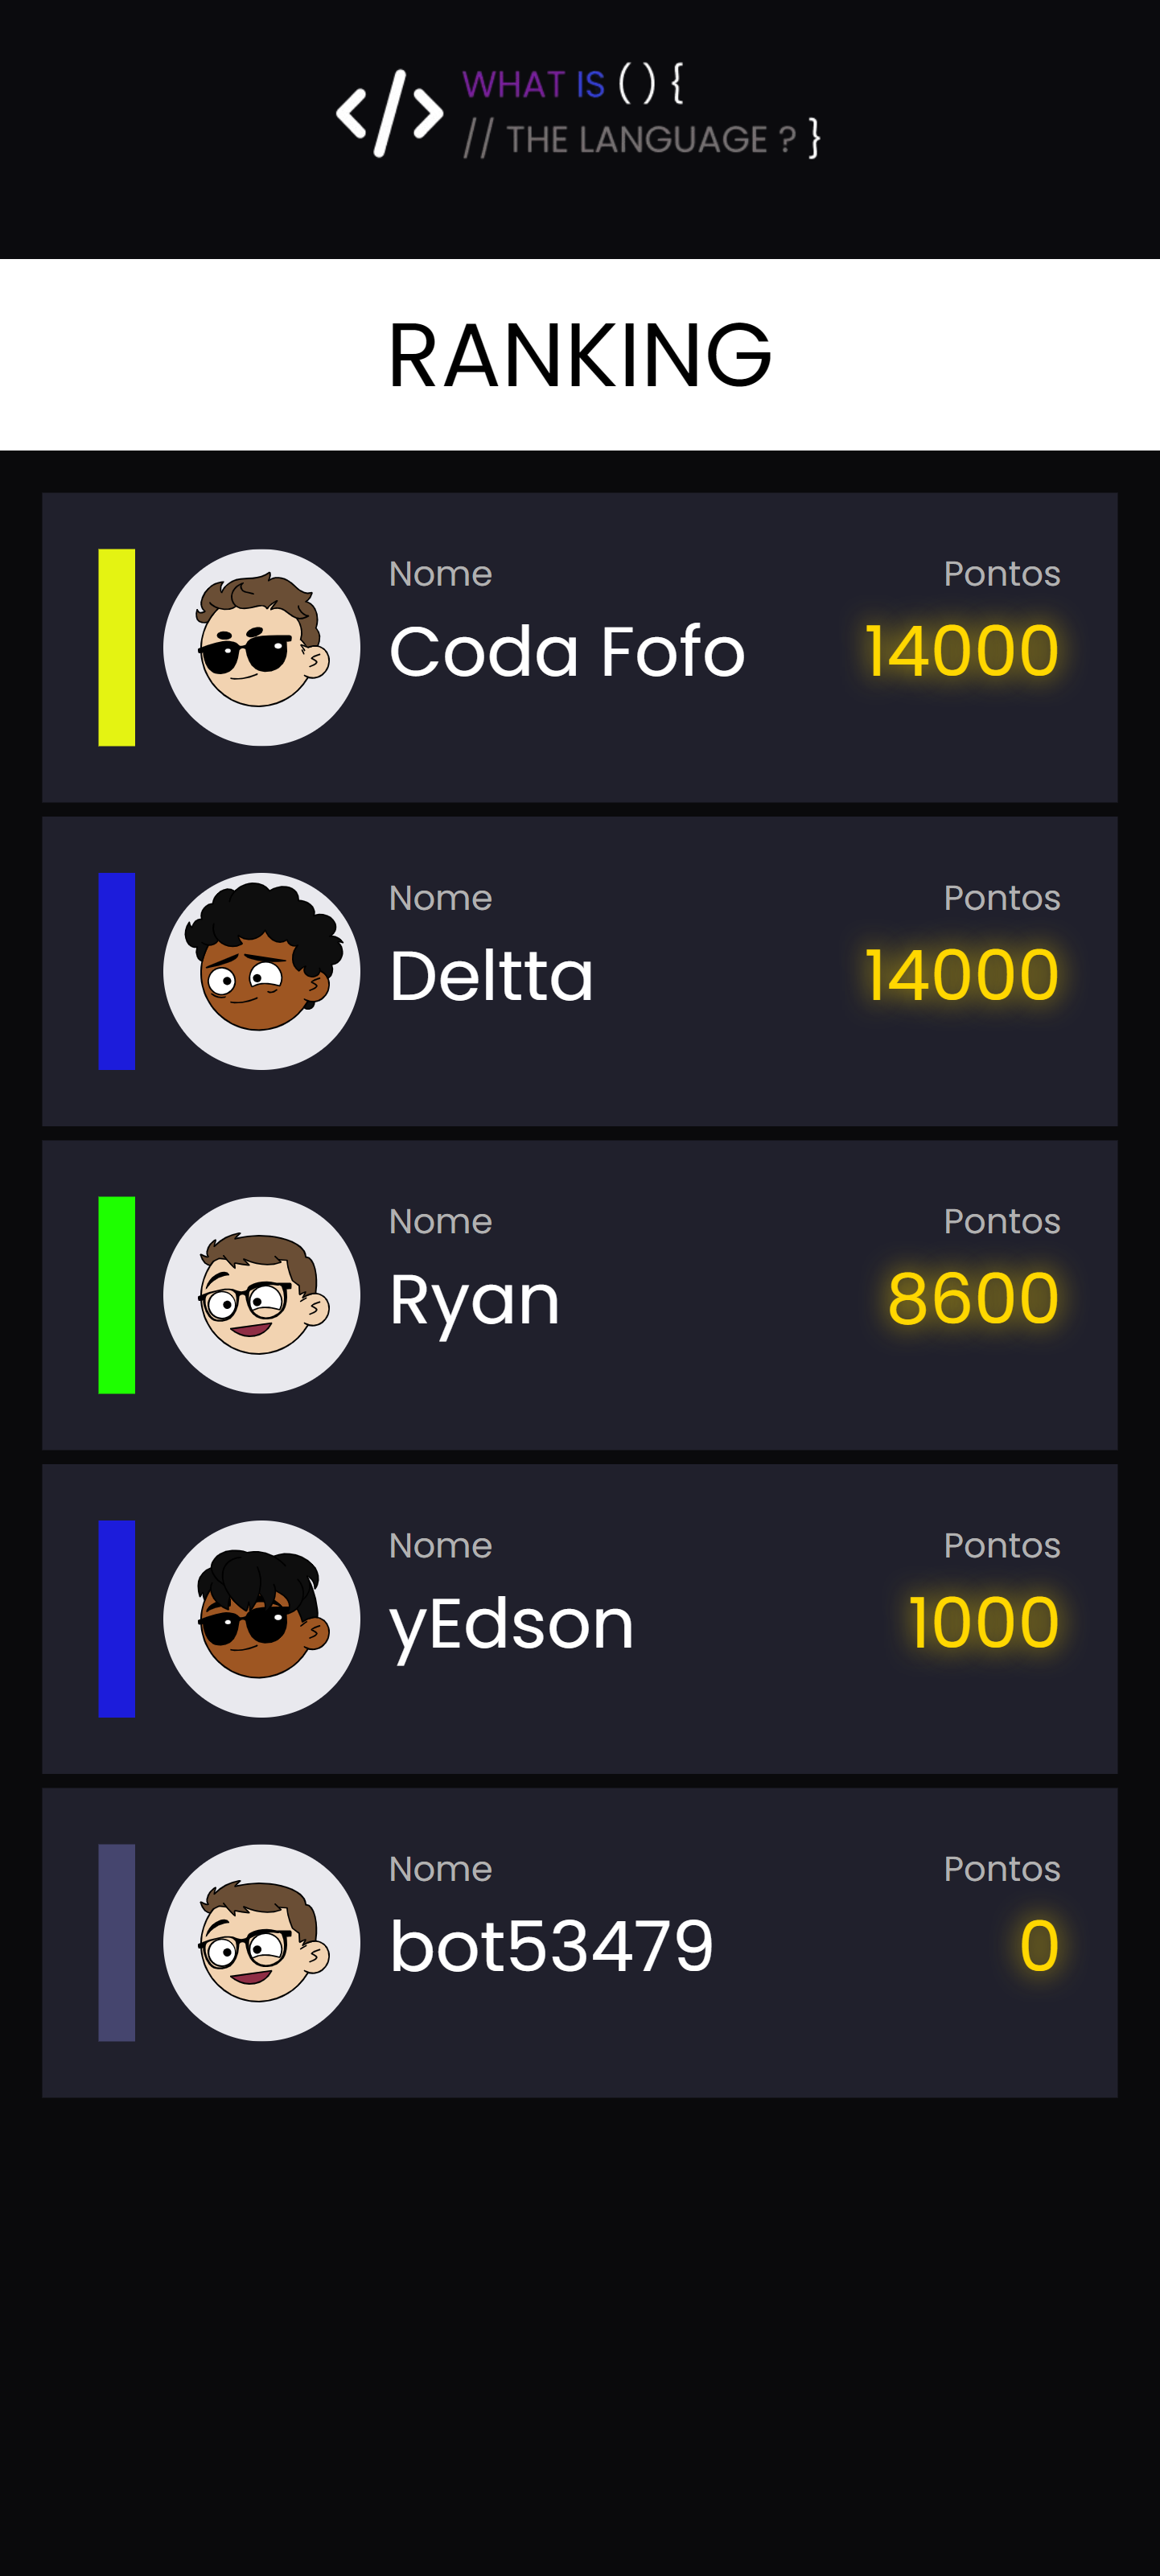 </> WHAT IS () {
// THE LANGUAGE ? }
RANKING
Nome Pontos
Coda Fofo 14000
Nome Pontos
Deltta 14000
Nome Pontos
Ryan 8600
Nome Pontos
yEdson 1000
Nome Pontos
bot53479 0